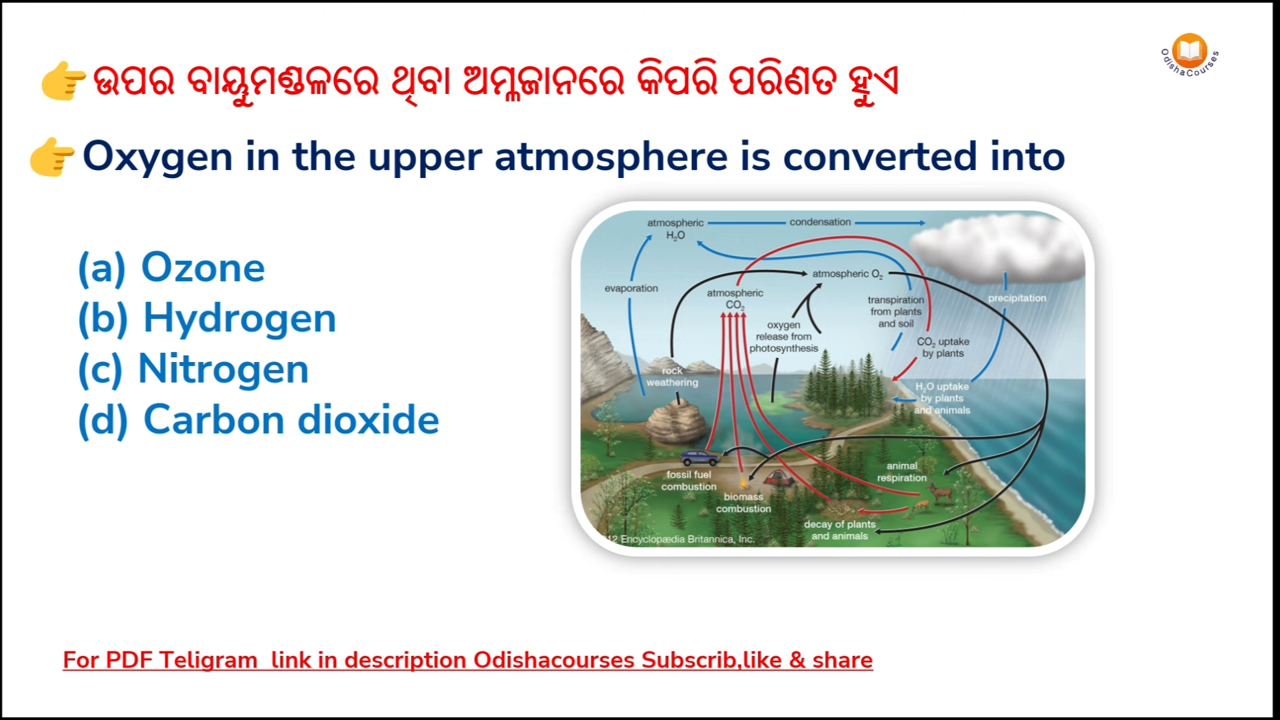 OdishaCourses
👉ଉପର ବାୟୁମଣ୍ଡଳରେ ଥିବା ଅମ୍ଳଜାନରେ କିପରି ପରିଣତ ହୁଏ
👉Oxygen in the upper atmosphere is converted into
(a) Ozone
(b) Hydrogen
(c) Nitrogen
(d) Carbon dioxide
atmospheric
H₂O
condensation
evaporation
atmospheric
CO₂
atmospheric O₂
oxygen
release from
photosynthesis
transpiration
from plants
and soil
precipitation
CO₂ uptake
by plants
rock
weathering
H₂O uptake
by plants
and animals
fossil fuel
combustion
biomass
combustion
animal
respiration
decay of plants
and animals
12 Encyclopædia Britannica, Inc.
For PDF Teligram link in description Odishacourses Subscrib,like & share